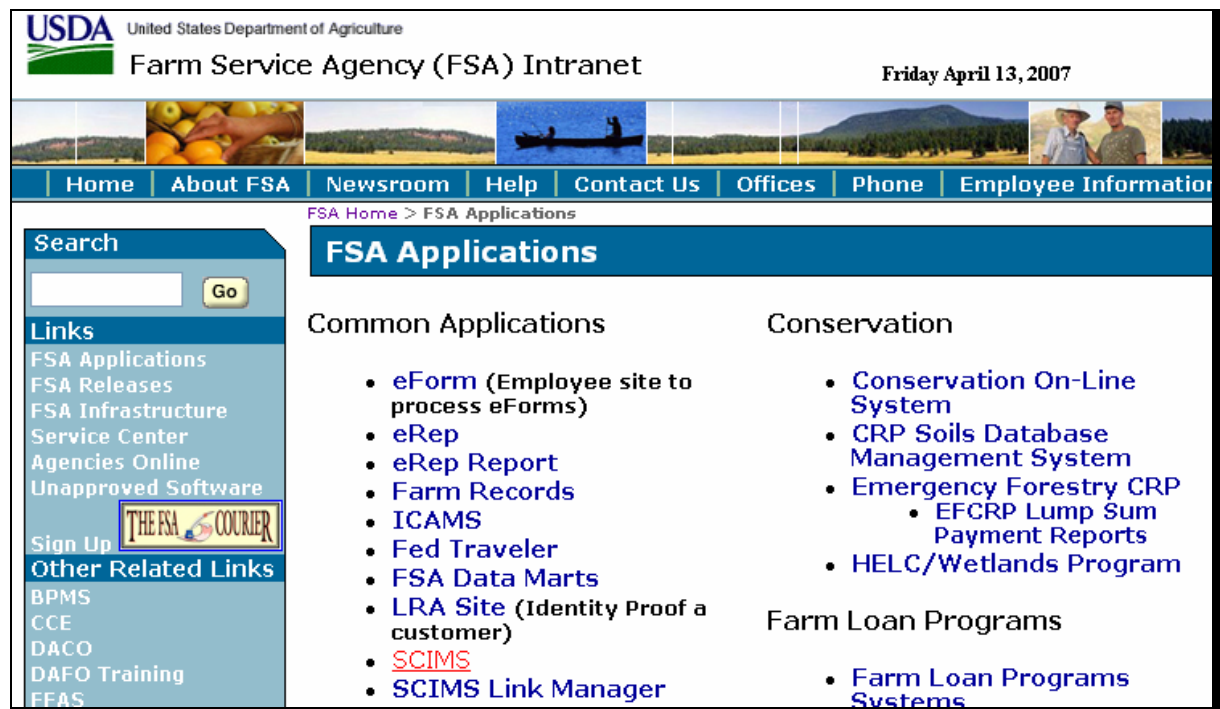 USDA United States Department of Agriculture
Farm Service Agency (FSA) Intranet
Friday April 13, 2007
Home | About FSA | Newsroom | Help | Contact Us | Offices | Phone | Employee Information
FSA Home > FSA Applications
Search
Go
Links
FSA Applications
FSA Releases
FSA Infrastructure
Service Center
Agencies Online
Unapproved Software
THE FSA COURIER
Sign Up
Other Related Links
BPMS
CCE
DACO
DAFO Training
FFAS
FSA Applications
Common Applications
• eForm (Employee site to
process eForms)
• eRep
• eRep Report
• Farm Records
• ICAMS
• Fed Traveler
• FSA Data Marts
• LRA Site (Identity Proof a
customer)
• SCIMS
• SCIMS Link Manager
Conservation
• Conservation On-Line
System
• CRP Soils Database
Management System
• Emergency Forestry CRP
• EFCRP Lump Sum
Payment Reports
• HELC/Wetlands Program
Farm Loan Programs
• Farm Loan Programs
Systems